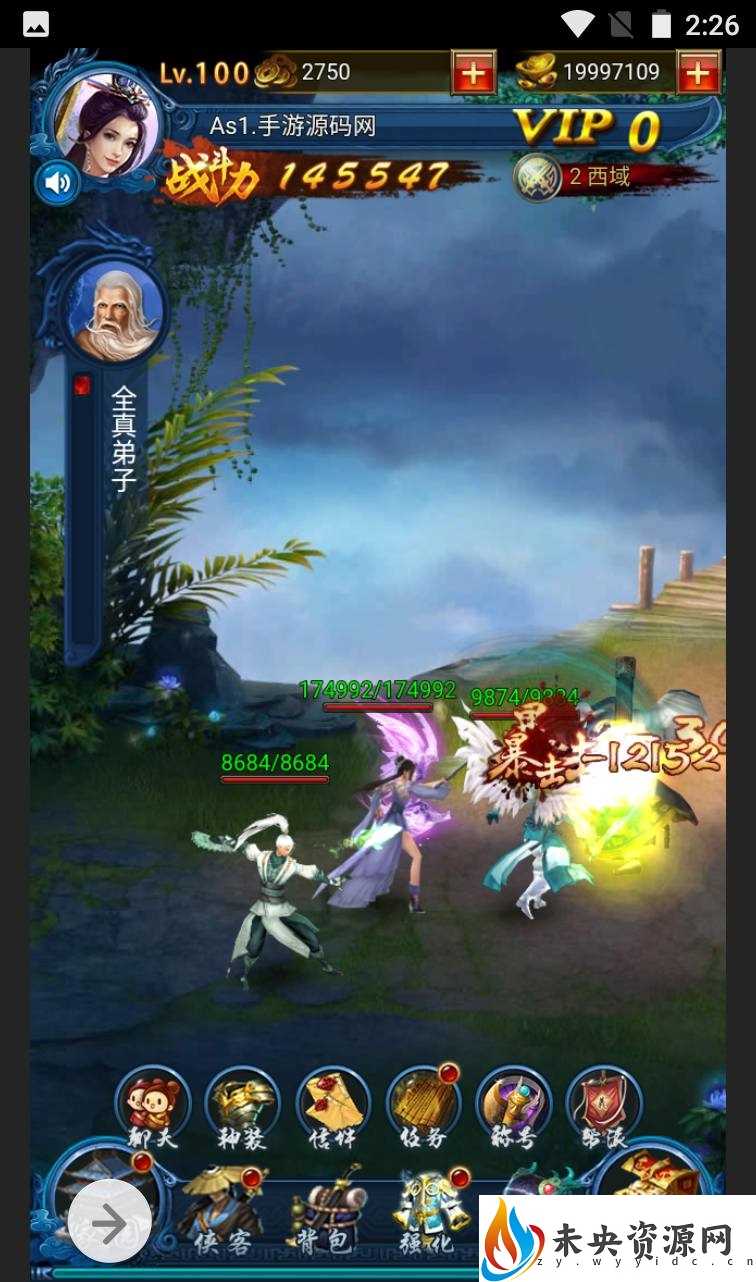 2:26
Lv.100
2750
19997109
As1.手游源码网
VIP 0
战斗力 145547
2 西域
全真弟子
174992/174992
8684/8684
暴击-12152
聊天 神装 信件 任务 称号 帮派
侠客 背包 强化
未央资源网
zy.wyyidc.cn